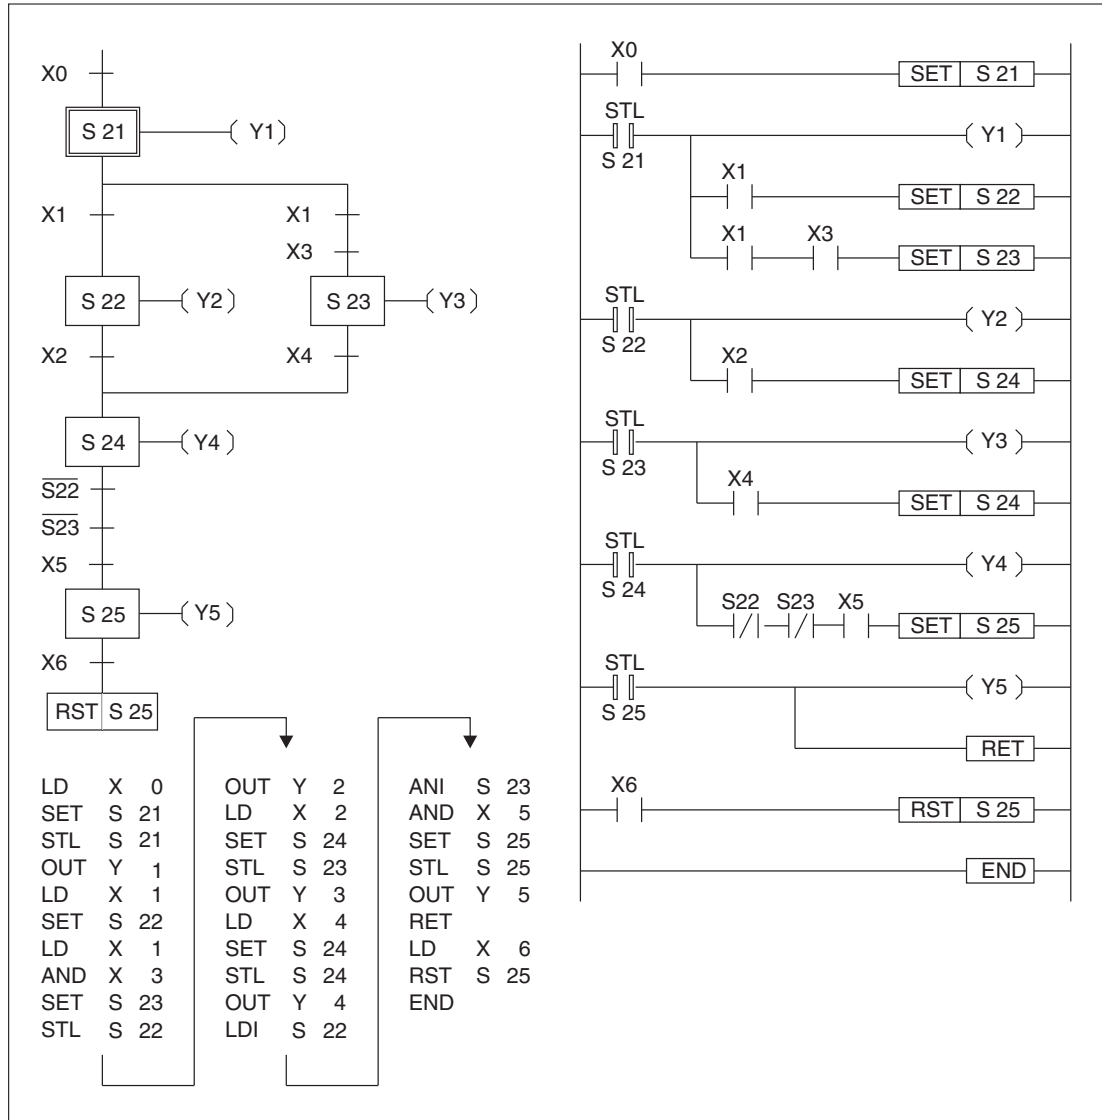 X0
S 21
Y1
X1
X1
X3
S 22
Y2
S 23
Y3
X2
X4
S 24
Y4
S22
S23
X5
S 25
Y5
X6
RST S 25
LD X 0
SET S 21
STL S 21
OUT Y 1
LD X 1
SET S 22
LD X 1
AND X 3
SET S 23
STL S 22
OUT Y 2
LD X 2
SET S 24
STL S 23
OUT Y 3
LD X 4
SET S 24
STL S 24
OUT Y 4
LDI S 22
ANI S 23
AND X 5
SET S 25
STL S 25
OUT Y 5
RET
LD X 6
RST S 25
END
X0
SET S 21
STL
S 21
Y1
X1
SET S 22
X1 X3
SET S 23
STL
S 22
Y2
X2
SET S 24
STL
S 23
Y3
X4
SET S 24
STL
S 24
Y4
S22 S23 X5
SET S 25
STL
S 25
Y5
RET
X6
RST S 25
END